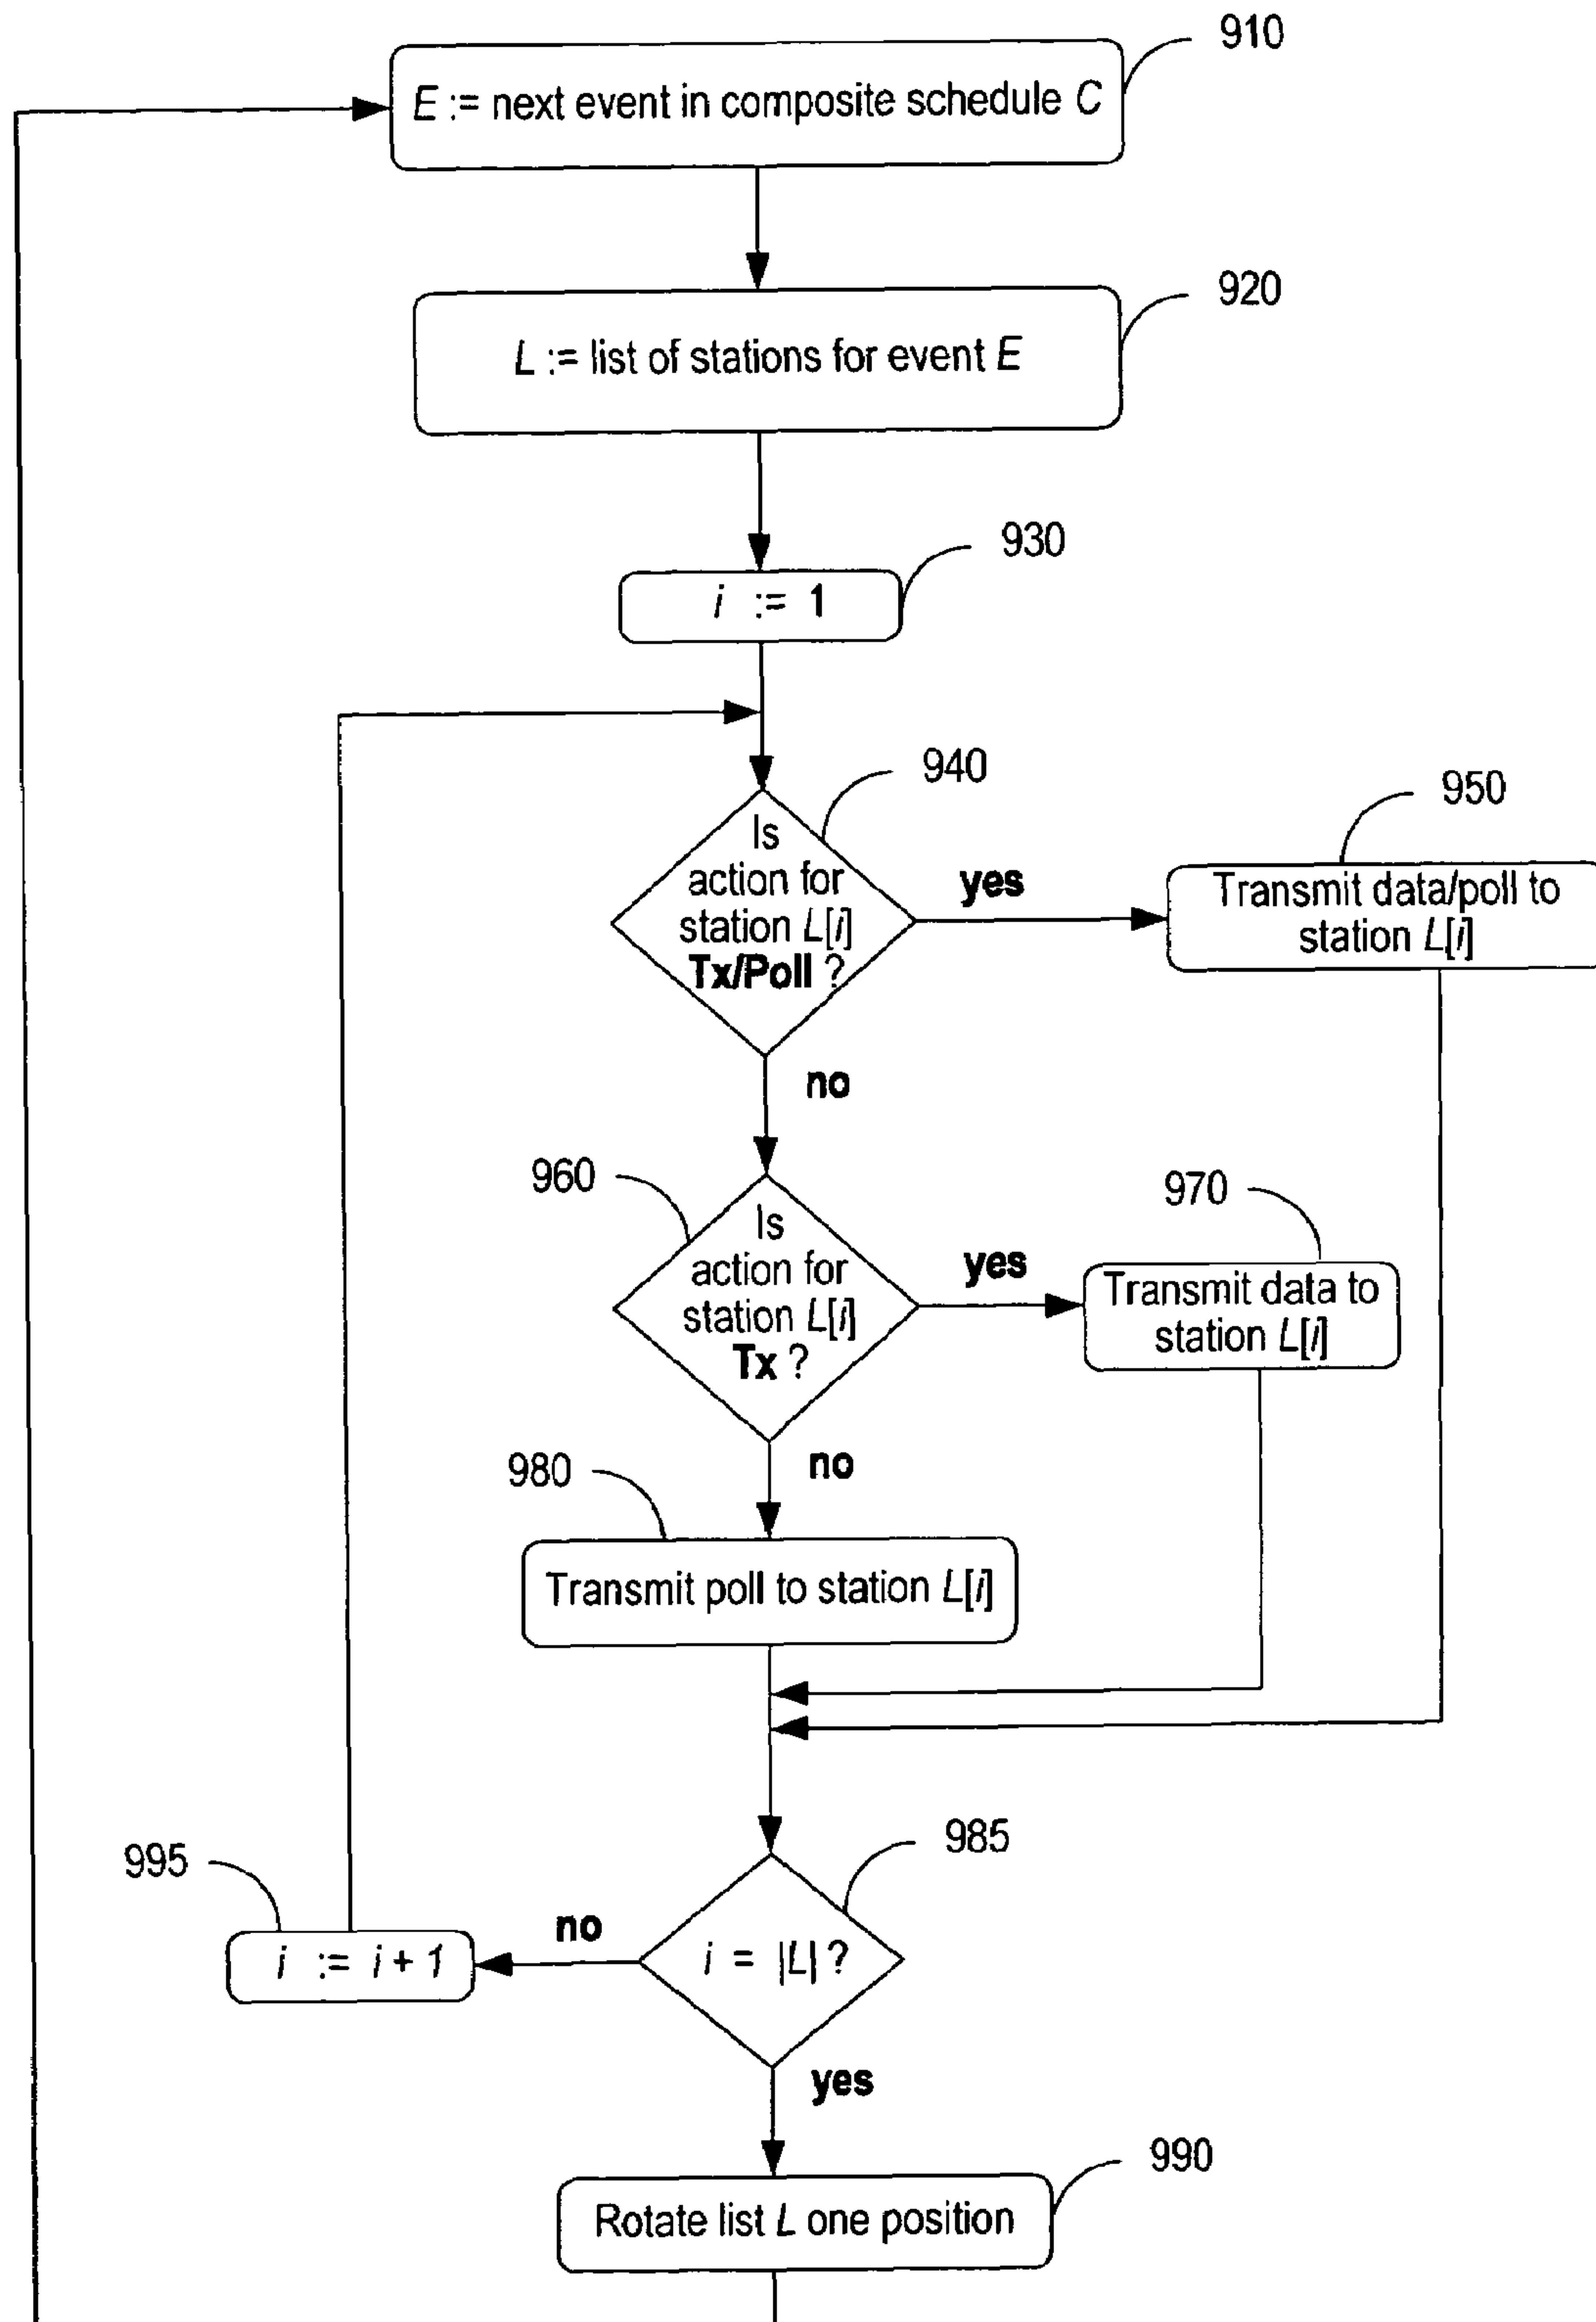 910
E := next event in composite schedule C
920
L := list of stations for event E
930
i := 1
940
Is
action for
station L[i]
Tx/Poll ?
yes
950
Transmit data/poll to
station L[i]
no
960
Is
action for
station L[i]
Tx ?
yes
970
Transmit data to
station L[i]
no
980
Transmit poll to station L[i]
985
i = |L| ?
no
995
i := i + 1
yes
990
Rotate list L one position